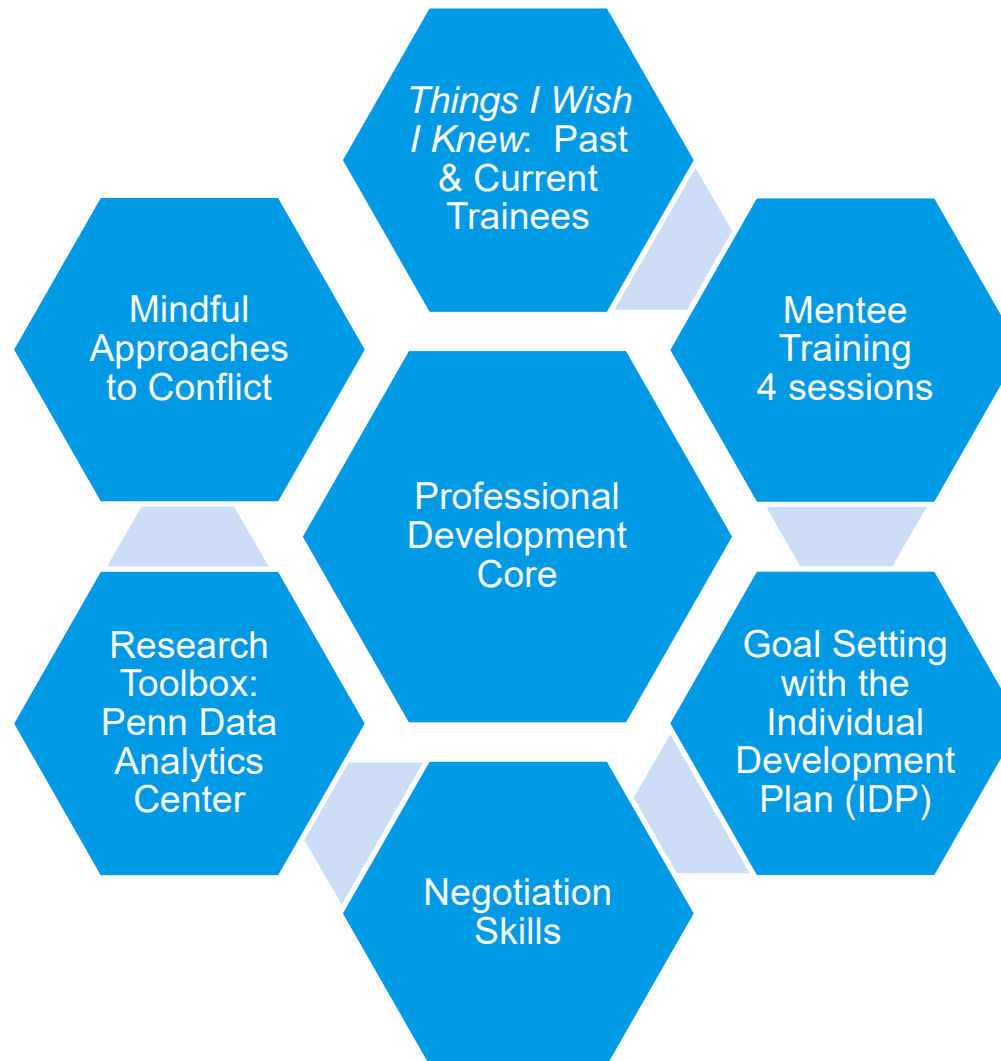 Things I Wish
I Knew:  Past
& Current
Trainees
Mentee
Training
4 sessions
Goal Setting
with the
Individual
Development
Plan (IDP)
Negotiation
Skills
Research
Toolbox:
Penn Data
Analytics
Center
Mindful
Approaches
to Conflict
Professional
Development
Core